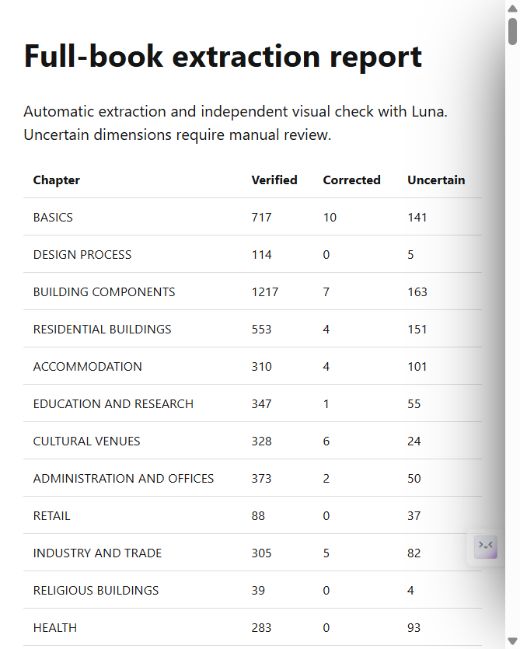 Full-book extraction report
Automatic extraction and independent visual check with Luna.
Uncertain dimensions require manual review.
Chapter Verified Corrected Uncertain
BASICS 717 10 141
DESIGN PROCESS 114 0 5
BUILDING COMPONENTS 1217 7 163
RESIDENTIAL BUILDINGS 553 4 151
ACCOMMODATION 310 4 101
EDUCATION AND RESEARCH 347 1 55
CULTURAL VENUES 328 6 24
ADMINISTRATION AND OFFICES 373 2 50
RETAIL 88 0 37
INDUSTRY AND TRADE 305 5 82
RELIGIOUS BUILDINGS 39 0 4
HEALTH 283 0 93